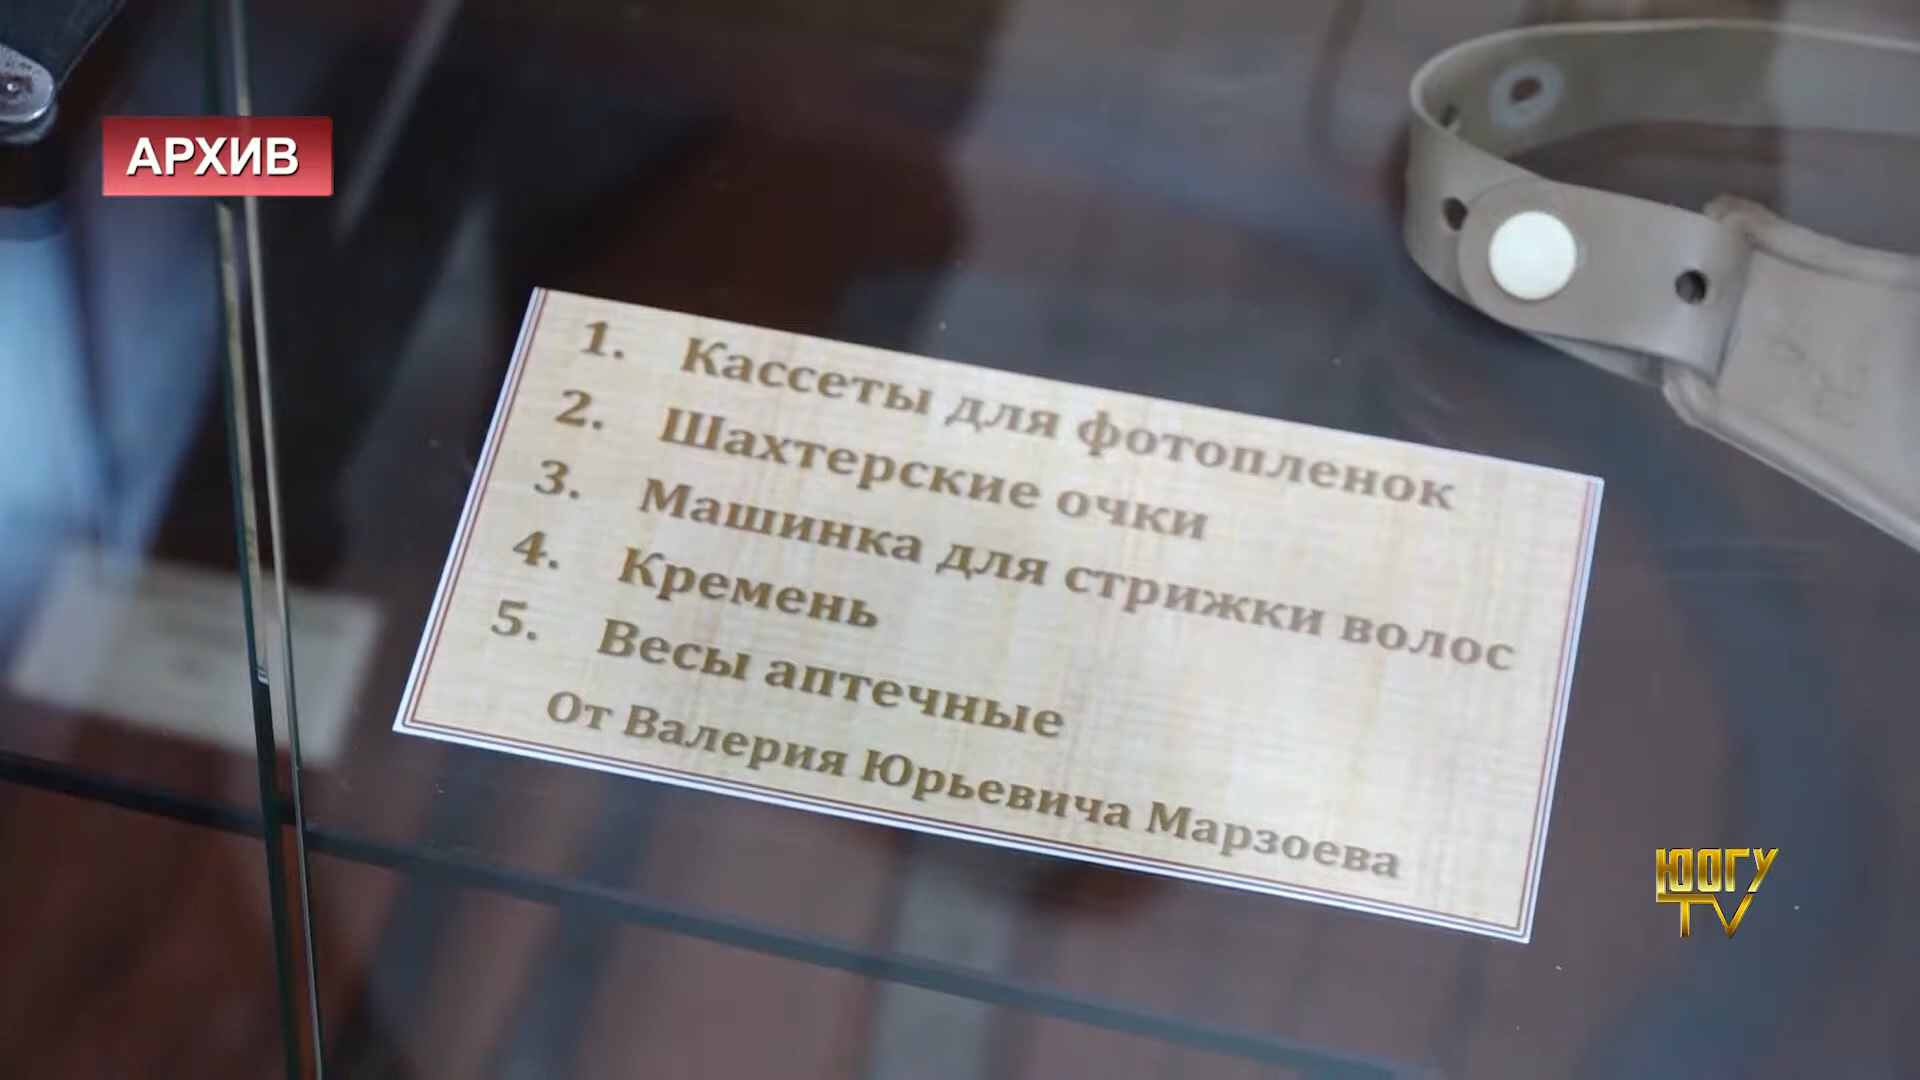 АРХИВ
1. Кассеты для фотопленок
2. Шахтерские очки
3. Машинка для стрижки волос
4. Кремень
5. Весы аптечные
От Валерия Юрьевича Марзоева
ЮОГУ
TV